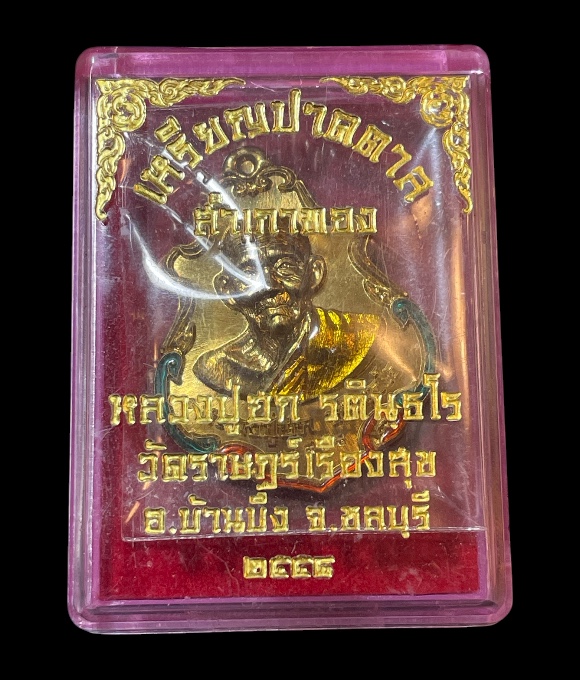 เหรียญปาดตาล
สำเภาทอง
หลวงปู่ฮก รตินฺธโร
วัดราษฎร์เรืองสุข
อ.บ้านบึง จ.ชลบุรี
๒๕๕๔